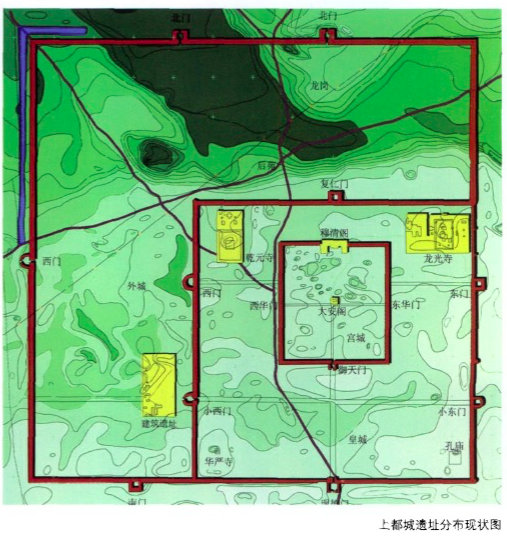 北门
北门
龙岗
后苑
复仁门
穆清阁
乾元寺
龙光寺
西门
外城
西门
西华门
大安阁
东华门
东门
宫城
御天门
小西门
小东门
建筑遗址
皇城
孔庙
华严寺
南门
上都城遗址分布现状图